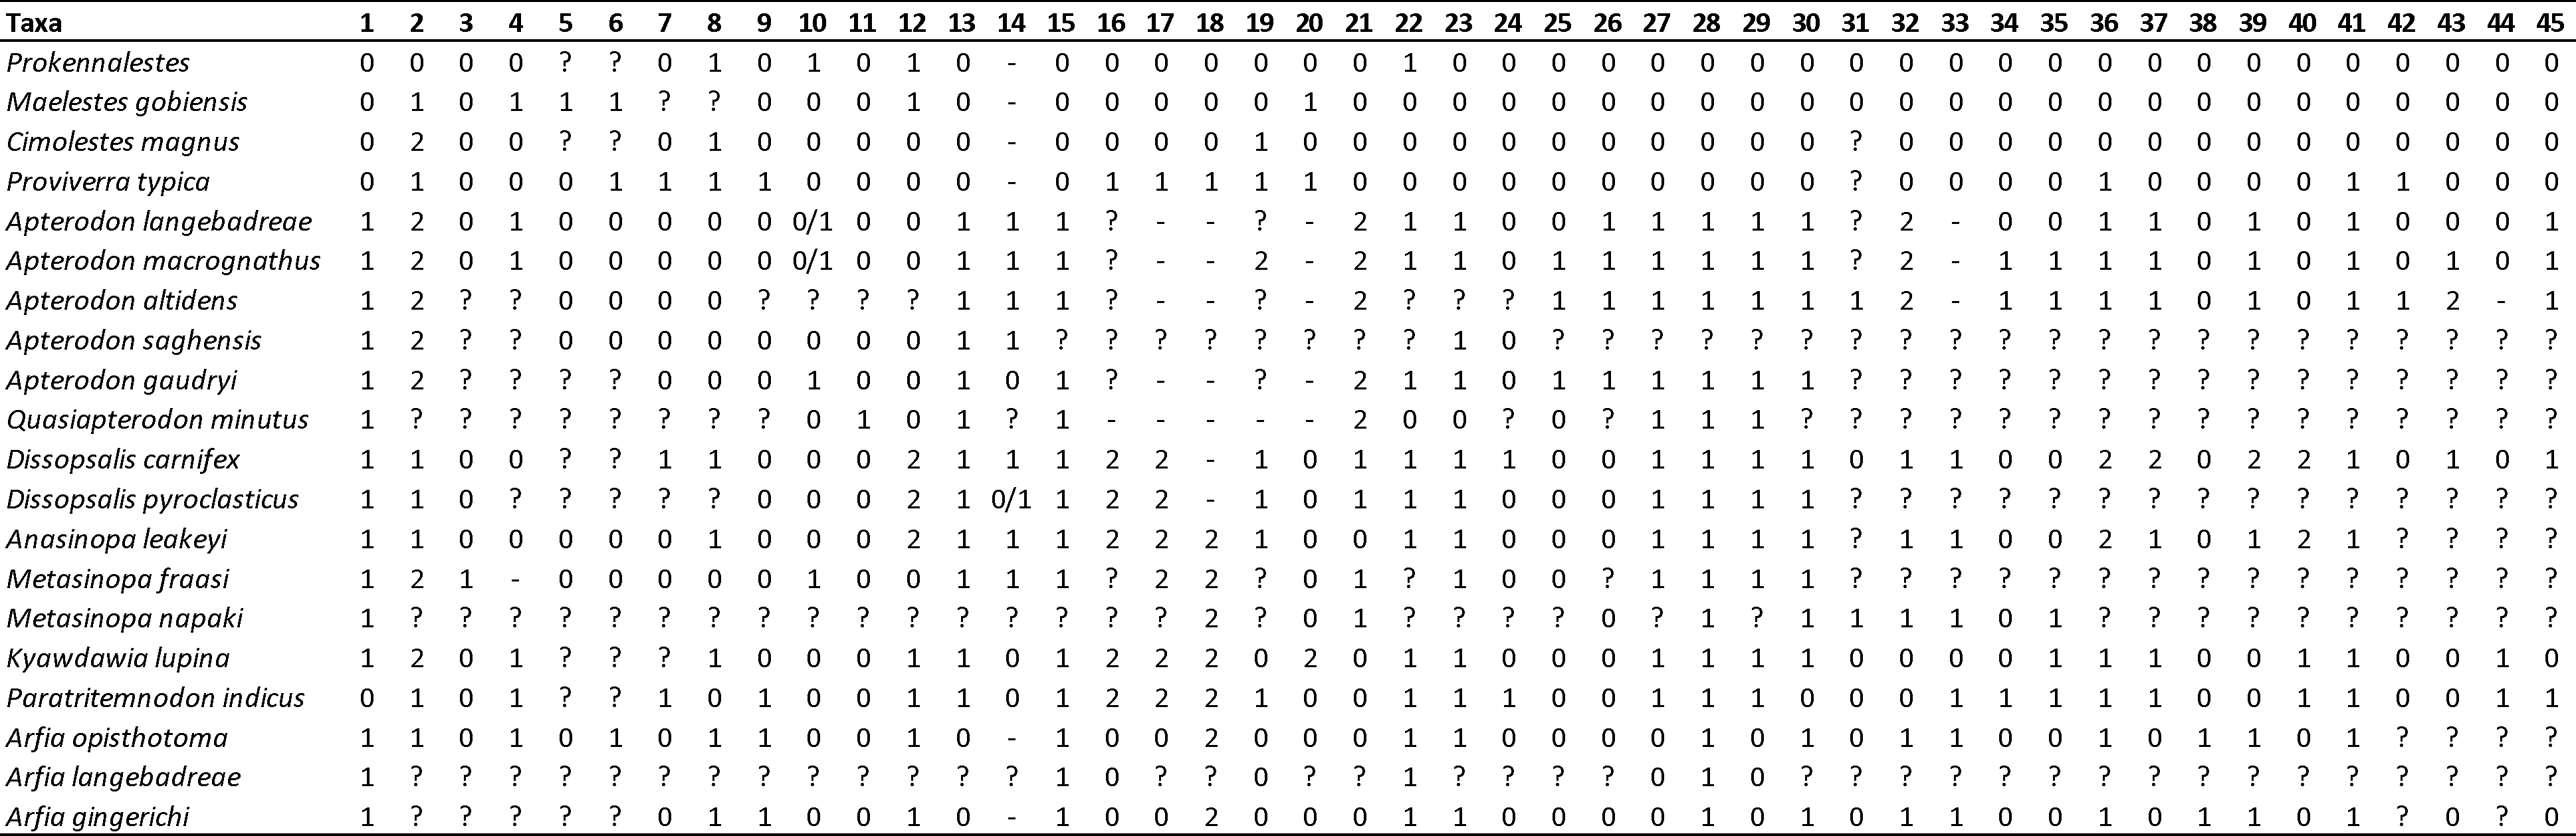 Taxa 1 2 3 4 5 6 7 8 9 10 11 12 13 14 15 16 17 18 19 20 21 22 23 24 25 26 27 28 29 30 31 32 33 34 35 36 37 38 39 40 41 42 43 44 45
Prokennalestes 0 0 0 0 ? ? 0 1 0 1 0 1 0 - 0 0 0 0 0 0 0 1 0 0 0 0 0 0 0 0 0 0 0 0 0 0 0 0 0 0 0 0 0 0 0
Maelestes gobiensis 0 1 0 1 1 1 ? ? 0 0 0 1 0 - 0 0 0 0 0 1 0 0 0 0 0 0 0 0 0 0 0 0 0 0 0 0 0 0 0 0 0 0 0 0 0
Cimolestes magnus 0 2 0 0 ? ? 0 1 0 0 0 0 0 - 0 0 0 0 1 0 0 0 0 0 0 0 0 0 0 0 ? 0 0 0 0 0 0 0 0 0 0 0 0 0 0
Proviverra typica 0 1 0 0 0 1 1 1 1 0 0 0 0 - 0 1 1 1 1 1 0 0 0 0 0 0 0 0 0 0 ? 0 0 0 0 1 0 0 0 0 1 1 0 0 0
Apterodon langebadreae 1 2 0 1 0 0 0 0 0 0/1 0 0 1 1 1 ? - - ? - 2 1 1 0 0 1 1 1 1 1 ? 2 - 0 0 1 1 0 1 0 1 0 0 0 1
Apterodon macrognathus 1 2 0 1 0 0 0 0 0 0/1 0 0 1 1 1 ? - - 2 - 2 1 1 0 1 1 1 1 1 1 ? 2 - 1 1 1 1 0 1 0 1 0 1 0 1
Apterodon altidens 1 2 ? ? 0 0 0 0 ? ? ? ? 1 1 1 ? - - ? - 2 ? ? ? 1 1 1 1 1 1 1 2 - 1 1 1 1 0 1 0 1 1 2 - 1
Apterodon saghensis 1 2 ? ? 0 0 0 0 0 0 0 0 1 1 ? ? ? ? ? ? ? ? 1 0 ? ? ? ? ? ? ? ? ? ? ? ? ? ? ? ? ? ? ? ? ?
Apterodon gaudryi 1 2 ? ? ? ? 0 0 0 1 0 0 1 0 1 ? - - ? - 2 1 1 0 1 1 1 1 1 1 ? ? ? ? ? ? ? ? ? ? ? ? ? ? ?
Quasiapterodon minutus 1 ? ? ? ? ? ? ? ? 0 1 0 1 ? 1 - - - - - 2 0 0 ? 0 ? 1 1 1 ? ? ? ? ? ? ? ? ? ? ? ? ? ? ? ?
Dissopsalis carnifex 1 1 0 0 ? ? 1 1 0 0 0 2 1 1 1 2 2 - 1 0 1 1 1 1 0 0 1 1 1 1 0 1 1 0 0 2 2 0 2 2 1 0 1 0 1
Dissopsalis pyroclasticus 1 1 0 ? ? ? ? ? 0 0 0 2 1 0/1 1 2 2 - 1 0 1 1 1 0 0 0 1 1 1 1 ? ? ? ? ? ? ? ? ? ? ? ? ? ? ?
Anasinopa leakeyi 1 1 0 0 0 0 0 1 0 0 0 2 1 1 1 2 2 2 1 0 0 1 1 0 0 0 1 1 1 1 ? 1 1 0 0 2 1 0 1 2 1 ? ? ? ?
Metasinopa fraasi 1 2 1 - 0 0 0 0 0 1 0 0 1 1 1 ? 2 2 ? 0 1 ? 1 0 0 ? 1 1 1 1 ? ? ? ? ? ? ? ? ? ? ? ? ? ? ?
Metasinopa napaki 1 ? ? ? ? ? ? ? ? ? ? ? ? ? ? ? ? 2 ? 0 1 ? ? ? ? 0 ? 1 ? 1 1 1 1 0 1 ? ? ? ? ? ? ? ? ? ?
Kyawdawia lupina 1 2 0 1 ? ? ? 1 0 0 0 1 1 0 1 2 2 2 0 2 0 1 1 0 0 0 1 1 1 1 0 0 0 0 1 1 1 0 0 1 1 0 0 1 0
Paratritemnodon indicus 0 1 0 1 ? ? 1 0 1 0 0 1 1 0 1 2 2 2 1 0 0 1 1 1 0 0 1 1 1 0 0 0 1 1 1 1 1 0 0 1 1 0 0 1 1
Arfia opisthotoma 1 1 0 1 0 1 0 1 1 0 0 1 0 - 1 0 0 2 0 0 0 1 1 0 0 0 0 1 0 1 0 1 1 0 0 1 0 1 1 0 1 ? ? ? ?
Arfia langebadreae 1 ? ? ? ? ? ? ? ? ? ? ? ? ? 1 0 ? ? 0 ? ? 1 ? ? ? ? 0 1 0 ? ? ? ? ? ? ? ? ? ? ? ? ? ? ? ?
Arfia gingerichi 1 ? ? ? ? ? 0 1 1 0 0 1 0 - 1 0 0 2 0 0 0 1 1 0 0 0 0 1 0 1 0 1 1 0 0 1 0 1 1 0 1 ? 0 ? 0